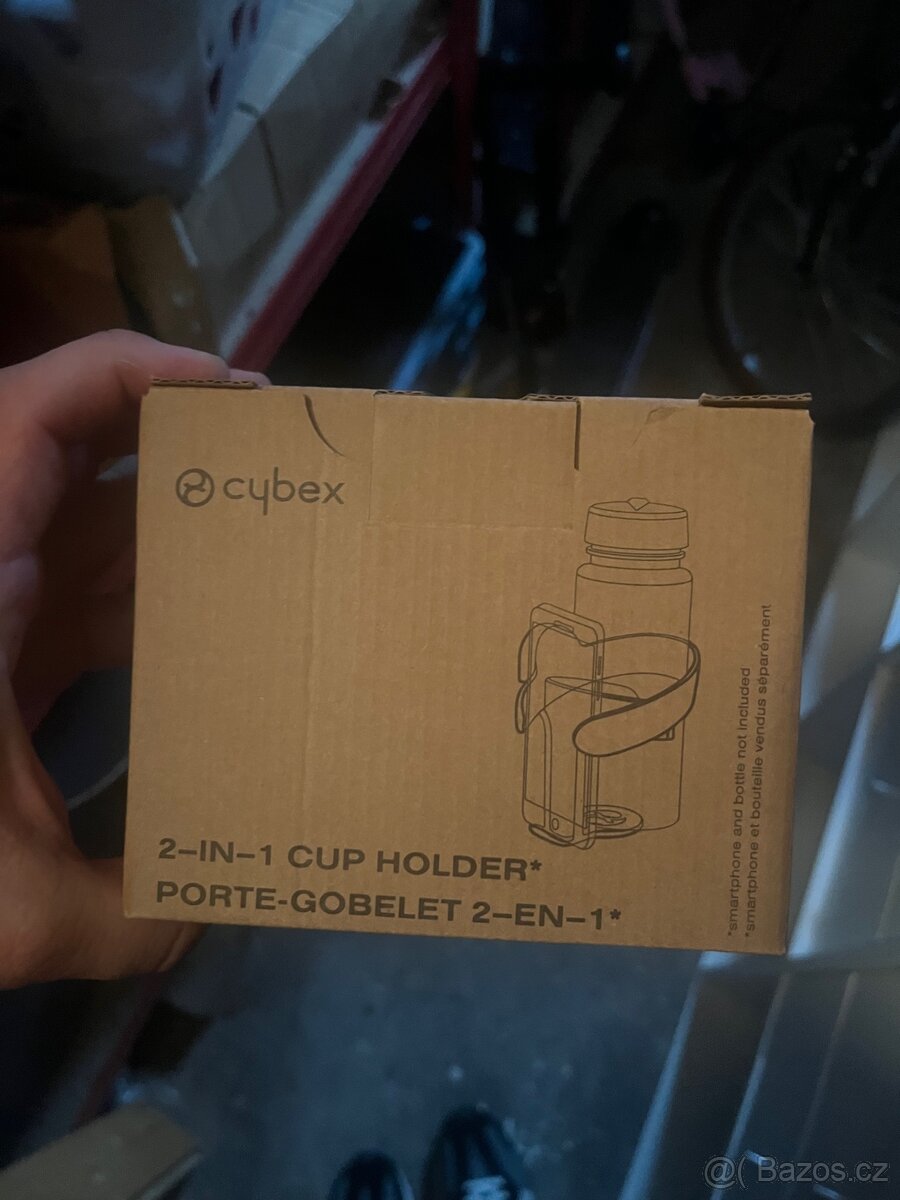 cybex
2-IN-1 CUP HOLDER*
PORTE-GOBELET 2-EN-1*
*smartphone and bottle not included
*smartphone et bouteille vendus séparément
@( Bazos.cz